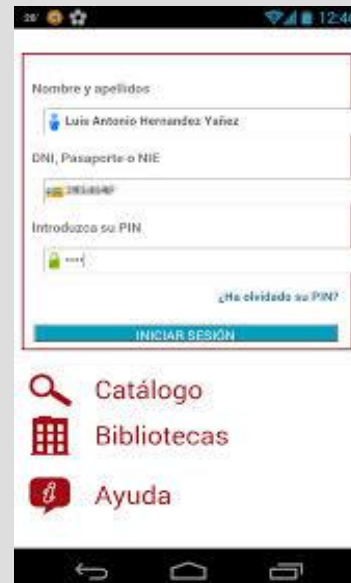 28°
12:46
Nombre y apellidos
Luis Antonio Hernandez Yañez
DNI, Pasaporte o NIE
Introduzca su PIN
····
¿Ha olvidado su PIN?
INICIAR SESIÓN
Catálogo
Bibliotecas
Ayuda